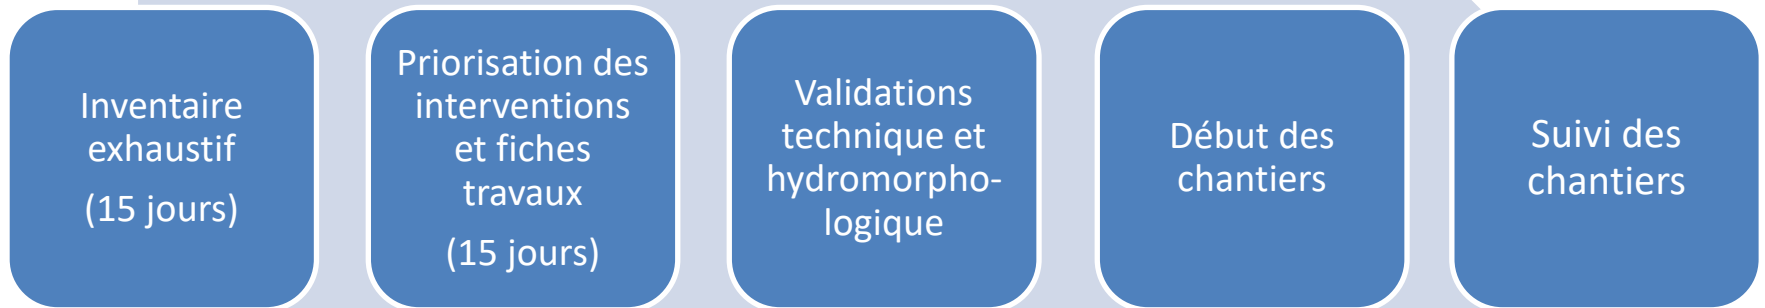 Inventaire
exhaustif
(15 jours)
Priorisation des
interventions
et fiches
travaux
(15 jours)
Validations
technique et
hydromorpho-
logique
Début des
chantiers
Suivi des
chantiers